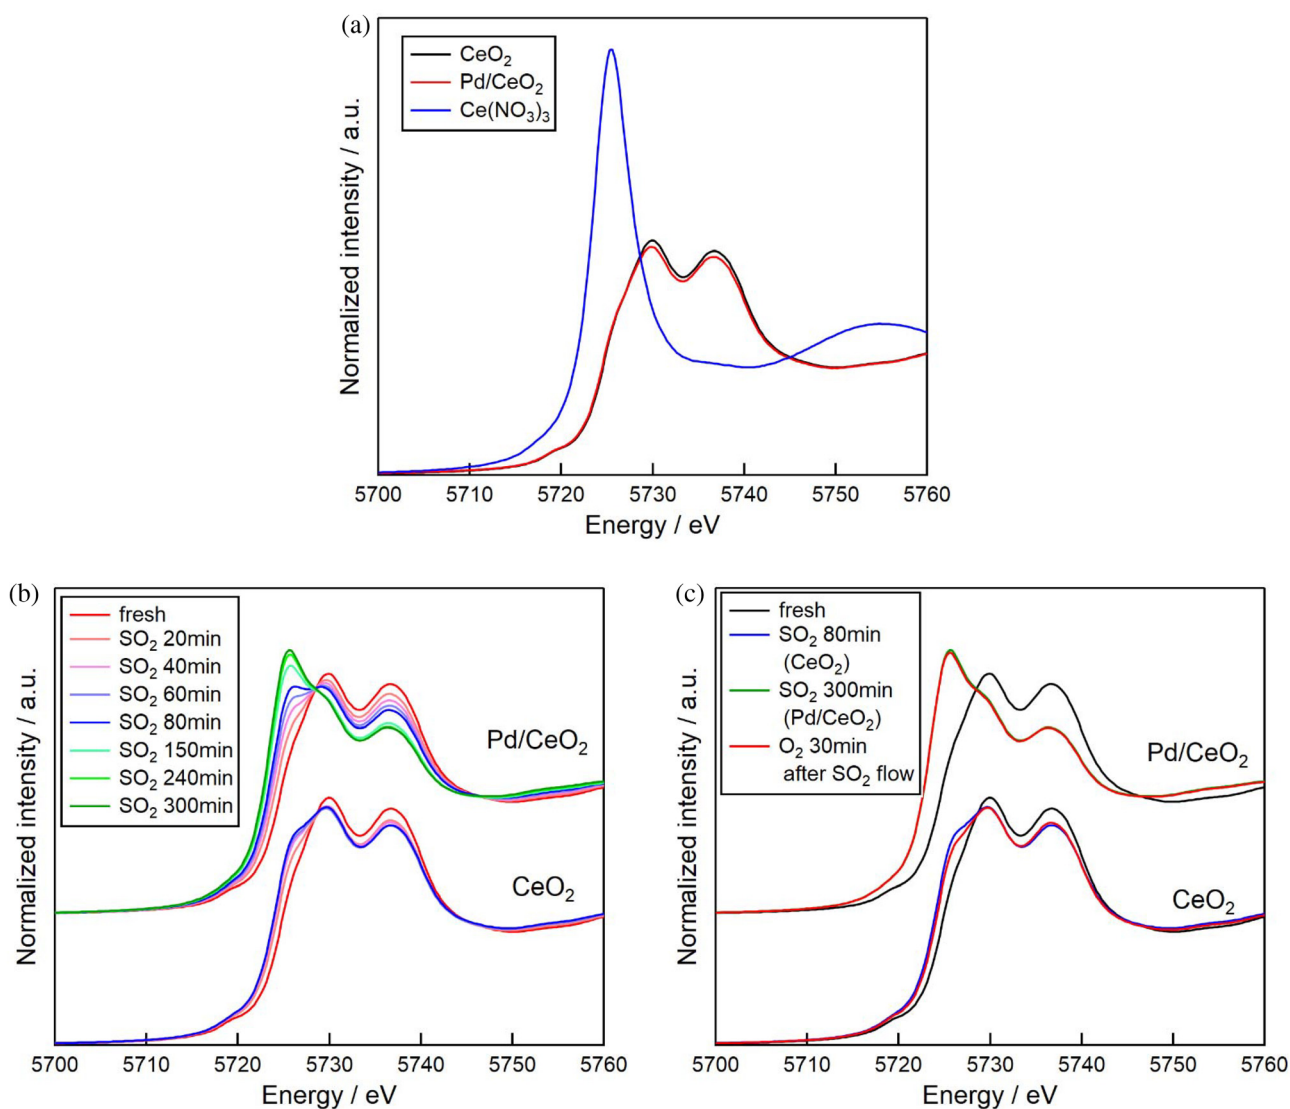 (a)
CeO2
Pd/CeO2
Ce(NO3)3
Normalized intensity / a.u.
5700 5710 5720 5730 5740 5750 5760
Energy / eV
(b)
fresh
SO2 20min
SO2 40min
SO2 60min
SO2 80min
SO2 150min
SO2 240min
SO2 300min
Pd/CeO2
CeO2
Normalized intensity / a.u.
5700 5710 5720 5730 5740 5750 5760
Energy / eV
(c)
fresh
SO2 80min
(CeO2)
SO2 300min
(Pd/CeO2)
O2 30min
after SO2 flow
Pd/CeO2
CeO2
Normalized intensity / a.u.
5700 5710 5720 5730 5740 5750 5760
Energy / eV